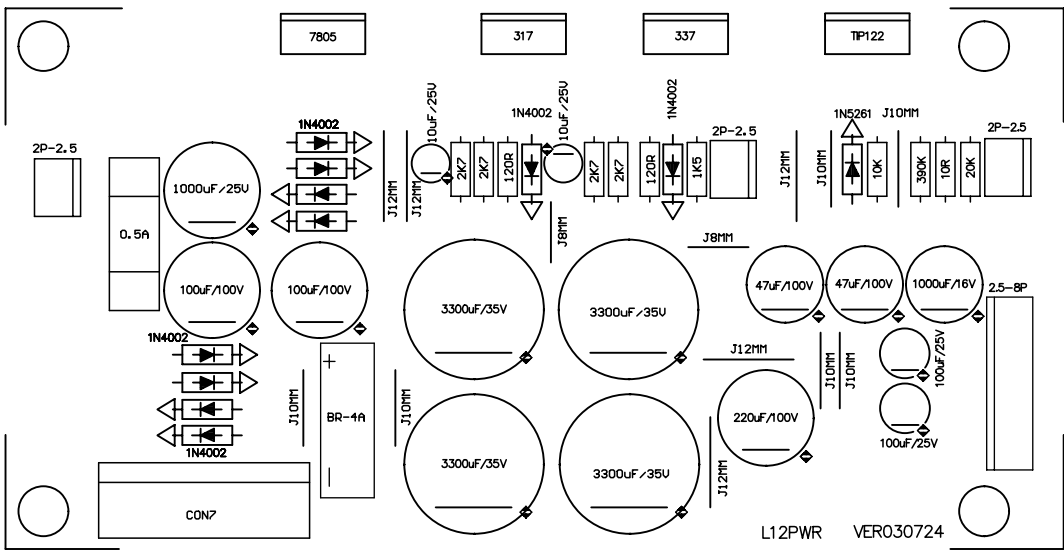 7805
317
337
TIP122
1N4002
10uF/25V
1N4002
10uF/25V
1N4002
1N5261
J10MM
2P-2.5
2P-2.5
2P-2.5
1000uF/25V
J12MM
J12MM
2K7
2K7
120R
2K7
2K7
120R
1K5
J12MM
J10MM
10K
390K
10R
20K
0.5A
J8MM
J8MM
100uF/100V
100uF/100V
3300uF/35V
3300uF/35V
47uF/100V
47uF/100V
1000uF/16V
2.5-8P
1N4002
J12MM
J10MM
J10MM
100uF/25V
+
J10MM
BR-4A
J10MM
220uF/100V
100uF/25V
1N4002
3300uF/35V
3300uF/35V
J12MM
-
CON7
L12PWR VER030724